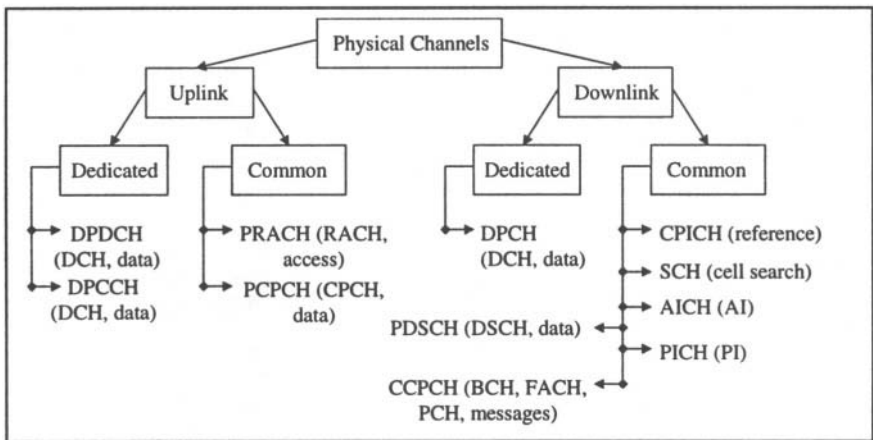 Physical Channels
Uplink
Downlink
Dedicated
Common
Dedicated
Common
DPDCH
(DCH, data)
DPCCH
(DCH, data)
PRACH (RACH,
access)
PCPCH (CPCH,
data)
DPCH
(DCH, data)
CPICH (reference)
SCH (cell search)
AICH (AI)
PDSCH (DSCH, data)
PICH (PI)
CCPCH (BCH, FACH,
PCH, messages)